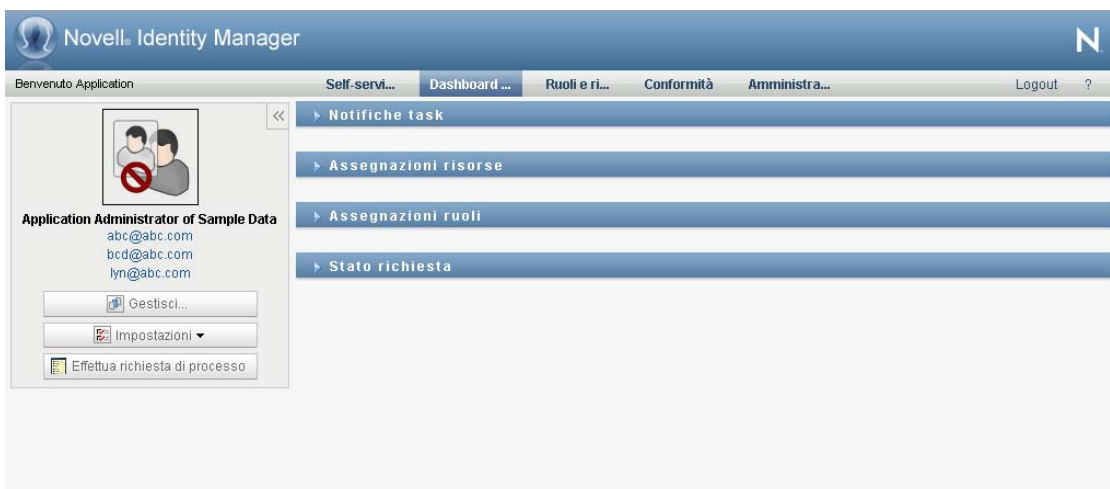 Novell® Identity Manager
N
Benvenuto Application
Self-servi...
Dashboard ...
Ruoli e ri...
Conformità
Amministra...
Logout
?
Application Administrator of Sample Data
abc@abc.com
bcd@abc.com
lyn@abc.com
Gestisci...
Impostazioni
Effettua richiesta di processo
Notifiche task
Assegnazioni risorse
Assegnazioni ruoli
Stato richiesta